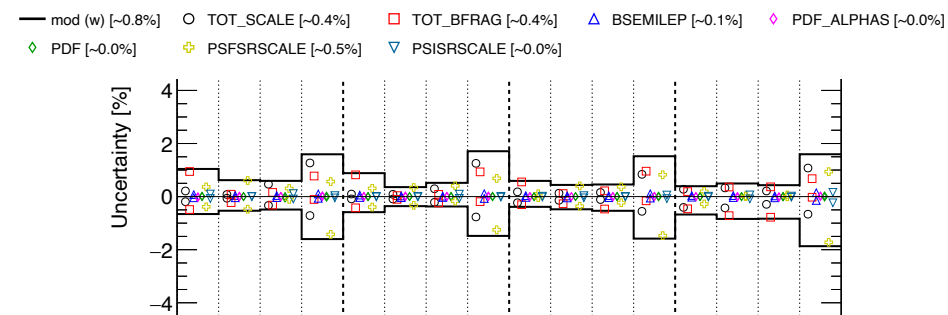 mod (w) [~0.8%] TOT_SCALE [~0.4%] TOT_BFRAG [~0.4%] BSEMILEP [~0.1%] PDF_ALPHAS [~0.0%]
PDF [~0.0%] PSFSRSCALE [~0.5%] PSISRSCALE [~0.0%]
Uncertainty [%]
4
2
0
−2
−4